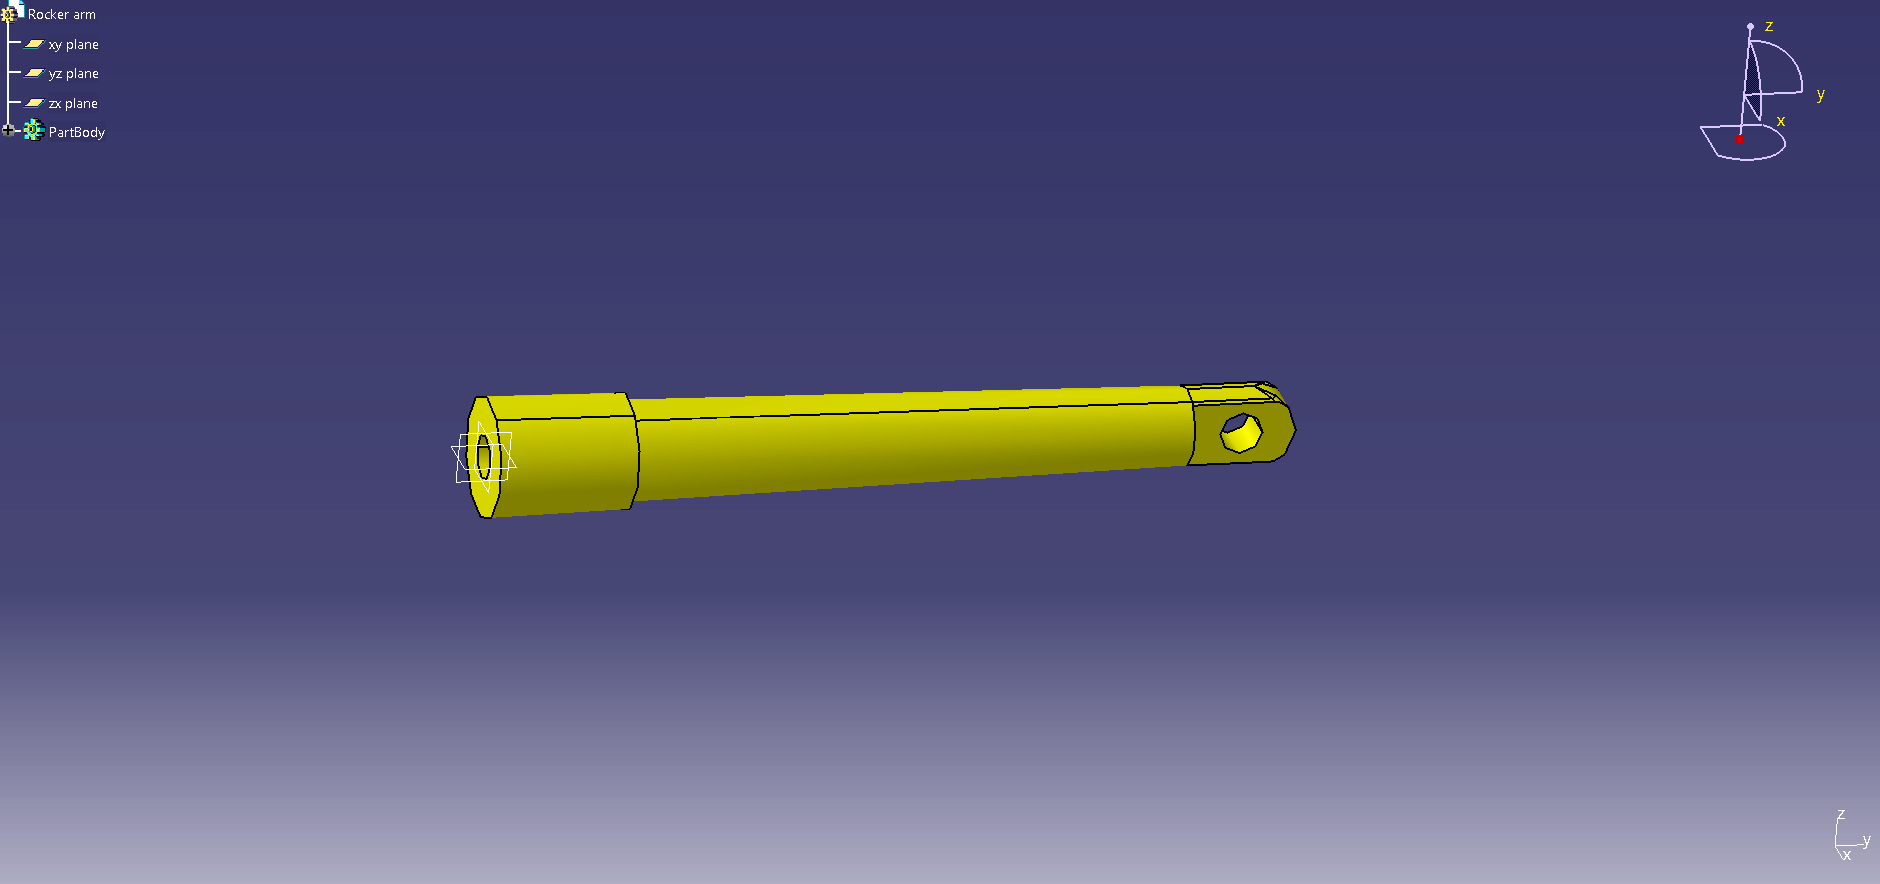 Rocker arm
xy plane
yz plane
zx plane
PartBody
z
y
x
z
y
x